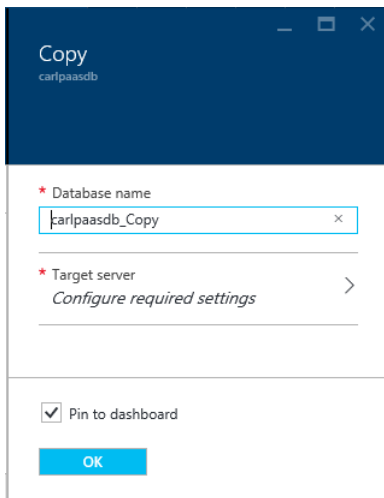 Copy
carlpaasdb
* Database name
carlpaasdb_Copy
* Target server
Configure required settings
Pin to dashboard
OK